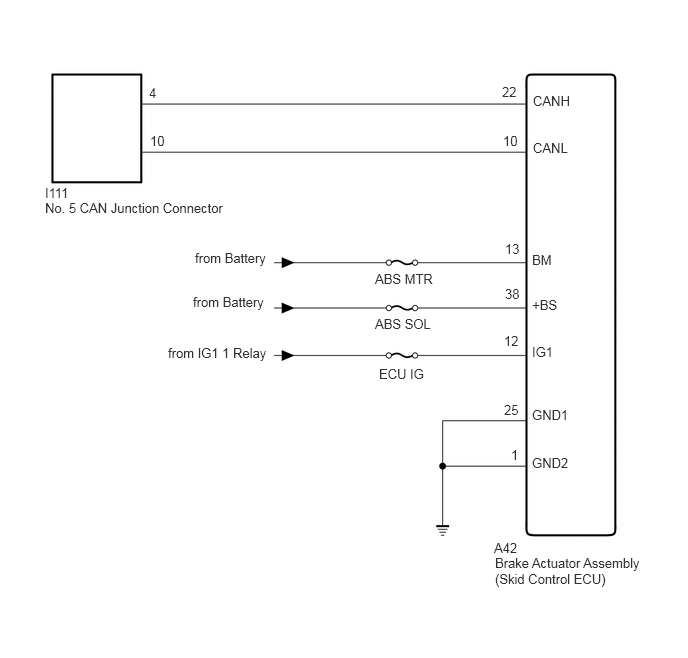 4
22
CANH
10
10
CANL
I111
No. 5 CAN Junction Connector
from Battery
13
BM
ABS MTR
from Battery
38
+BS
ABS SOL
from IG1 1 Relay
12
IG1
ECU IG
25
GND1
1
GND2
A42
Brake Actuator Assembly
(Skid Control ECU)